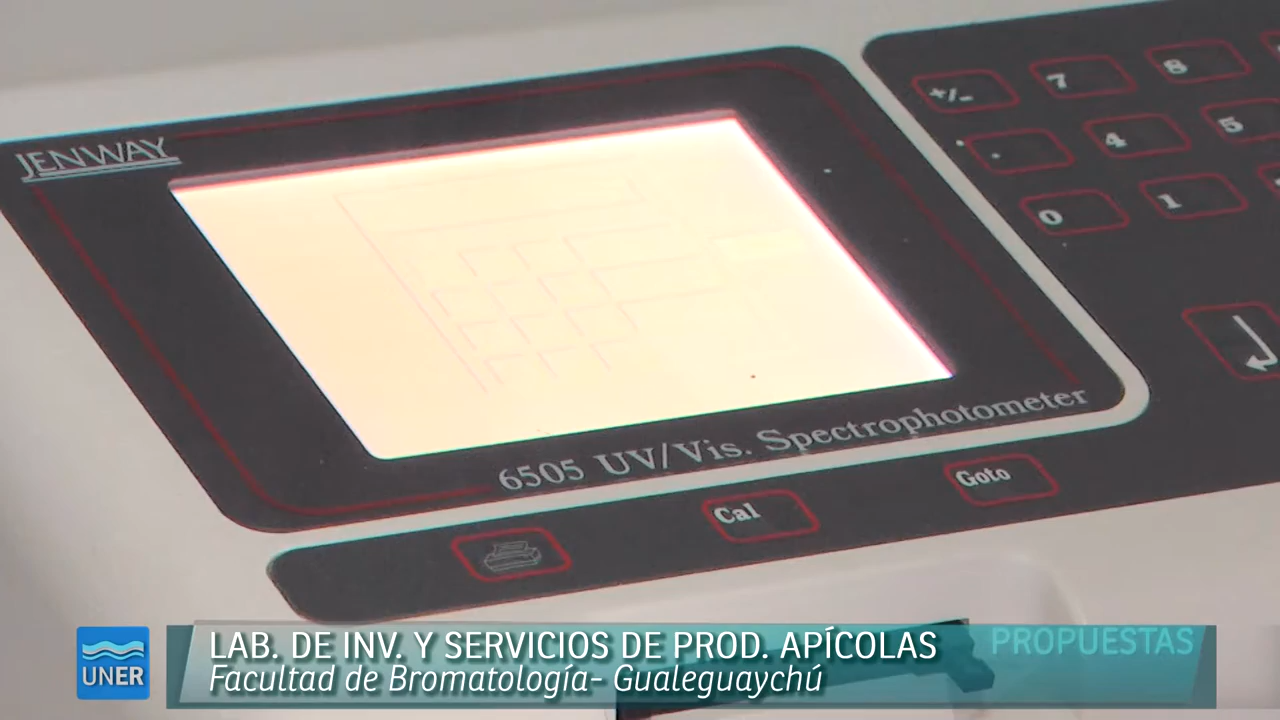 JENWAY
+/-
7
8
.
4
5
0
1
6505 UV/Vis. Spectrophotometer
Cal
Goto
LAB. DE INV. Y SERVICIOS DE PROD. APÍCOLAS
PROPUESTAS
UNER
Facultad de Bromatología- Gualeguaychú